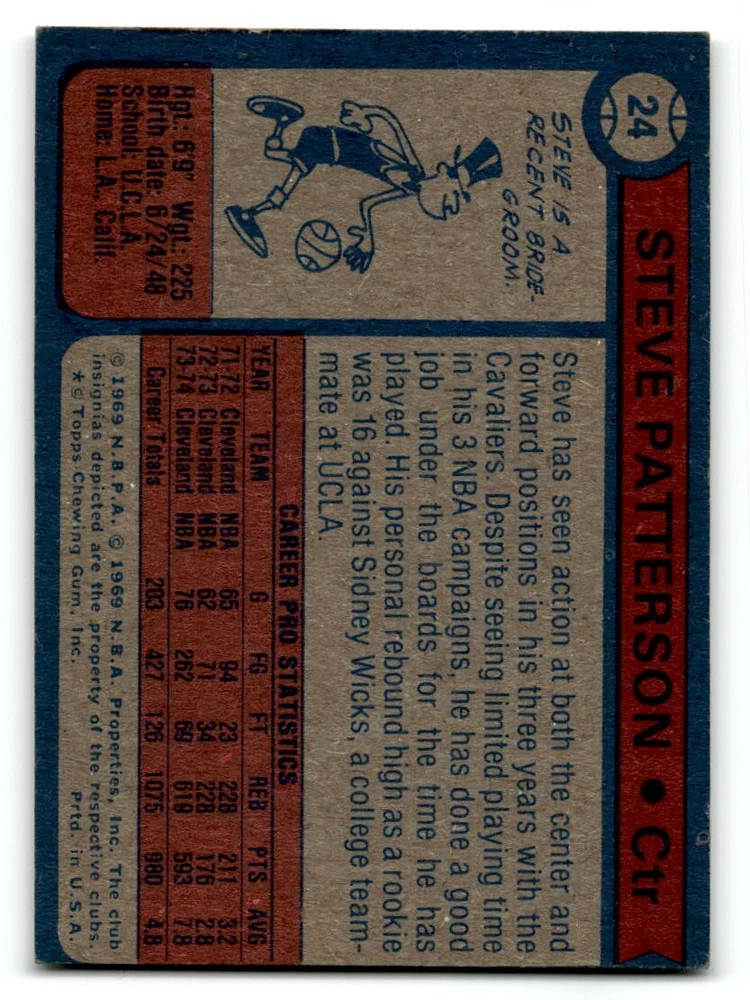 24
STEVE PATTERSON • Ctr
STEVE IS A
RECENT BRIDE-
GROOM.
Hgt: 6'9" Wgt.: 225
Birth date: 6/24/48
School: U.C.L.A.
Home: L.A., Calif.
Steve has seen action at both the center and
forward positions in his three years with the
Cavaliers. Despite seeing limited playing time
in his 3 NBA campaigns, he has done a good
job under the boards for the time he has
played. His personal rebound high as a rookie
was 16 against Sidney Wicks, a college team-
mate at UCLA.
CAREER PRO STATISTICS
YEAR TEAM G FG FT REB PTS AVG
71-72 Cleveland NBA 65 94 23 228 211 3.2
72-73 Cleveland NBA 62 71 34 228 176 2.8
73-74 Cleveland NBA 76 262 69 619 593 7.8
Career Totals 203 427 126 1075 980 4.8
© 1969 N.B.P.A. © 1969 N.B.A. Properties, Inc. The club
insignias depicted are the property of the respective clubs.
*© Topps Chewing Gum, Inc. Prtd. in U.S.A.